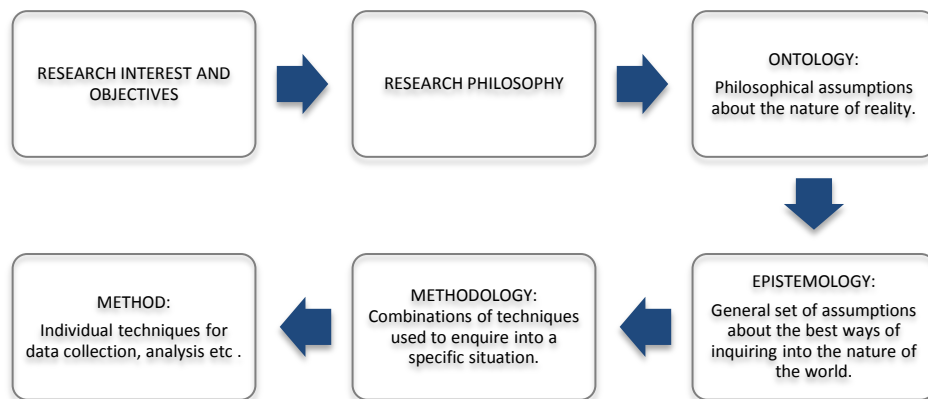 RESEARCH INTEREST AND
OBJECTIVES
RESEARCH PHILOSOPHY
ONTOLOGY:
Philosophical assumptions
about the nature of reality.
EPISTEMOLOGY:
General set of assumptions
about the best ways of
inquiring into the nature of
the world.
METHODOLOGY:
Combinations of techniques
used to enquire into a
specific situation.
METHOD:
Individual techniques for
data collection, analysis etc .